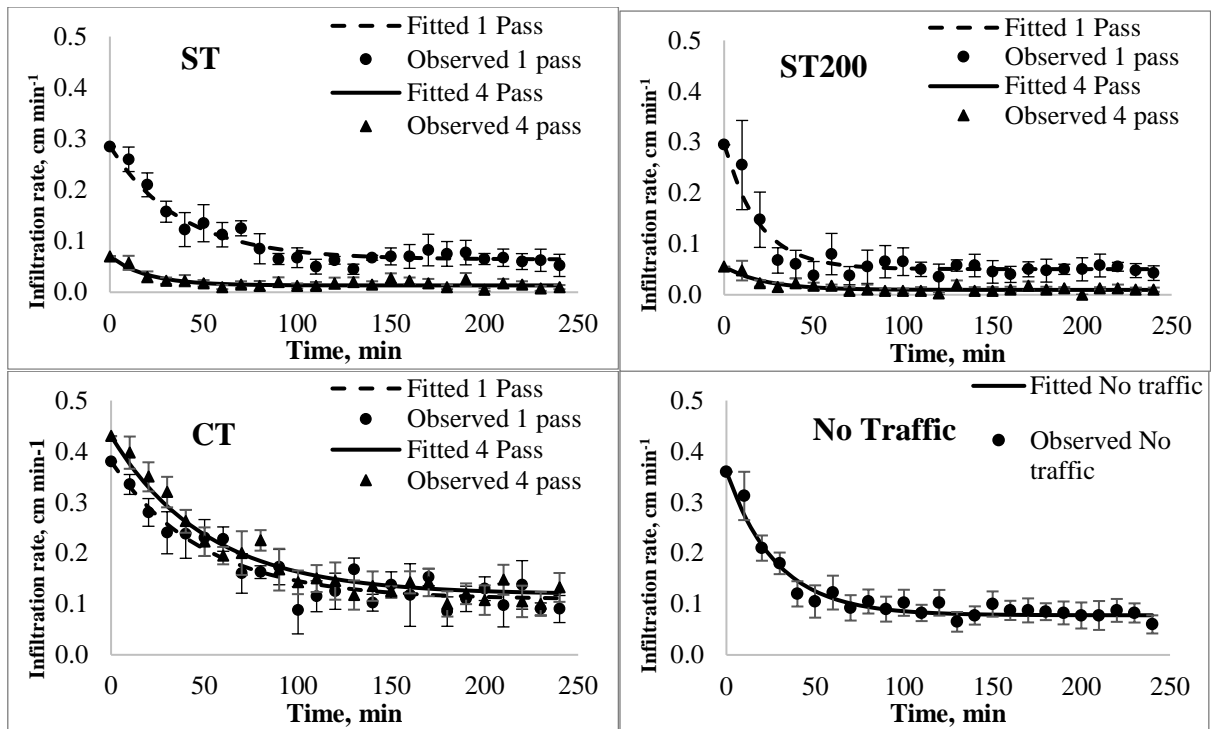 ST
Fitted 1 Pass
Observed 1 pass
Fitted 4 Pass
Observed 4 pass
Infiltration rate, cm min-1
0.5
0.4
0.3
0.2
0.1
0.0
0 50 100 150 200 250
Time, min
ST200
Fitted 1 Pass
Observed 1 pass
Fitted 4 Pass
Observed 4 pass
Infiltration rate, cm min-1
0.5
0.4
0.3
0.2
0.1
0.0
0 50 100 150 200 250
Time, min
CT
Fitted 1 Pass
Observed 1 pass
Fitted 4 Pass
Observed 4 pass
Infiltration rate, cm min-1
0.5
0.4
0.3
0.2
0.1
0.0
0 50 100 150 200 250
Time, min
No Traffic
Fitted No traffic
Observed No
traffic
Infiltration rate, cm min-1
0.5
0.4
0.3
0.2
0.1
0.0
0 50 100 150 200 250
Time, min